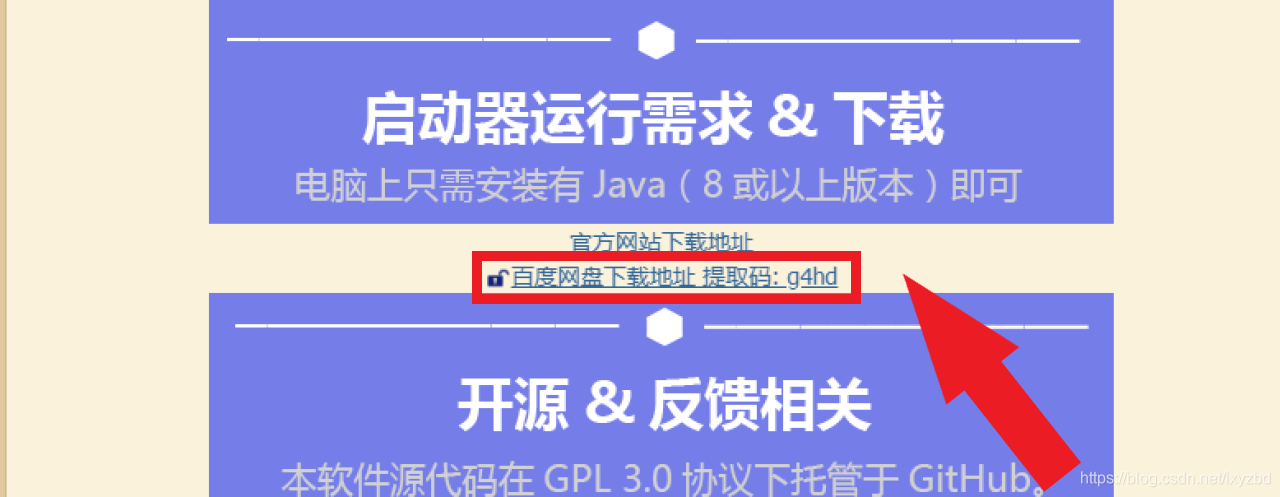 启动器运行需求 & 下载
电脑上只需安装有 Java（8 或以上版本）即可
官方网站下载地址
百度网盘下载地址 提取码: g4hd
开源 & 反馈相关
本软件源代码在 GPL 3.0 协议下托管于 GitHub。
https://blog.csdn.net/lxyzbd